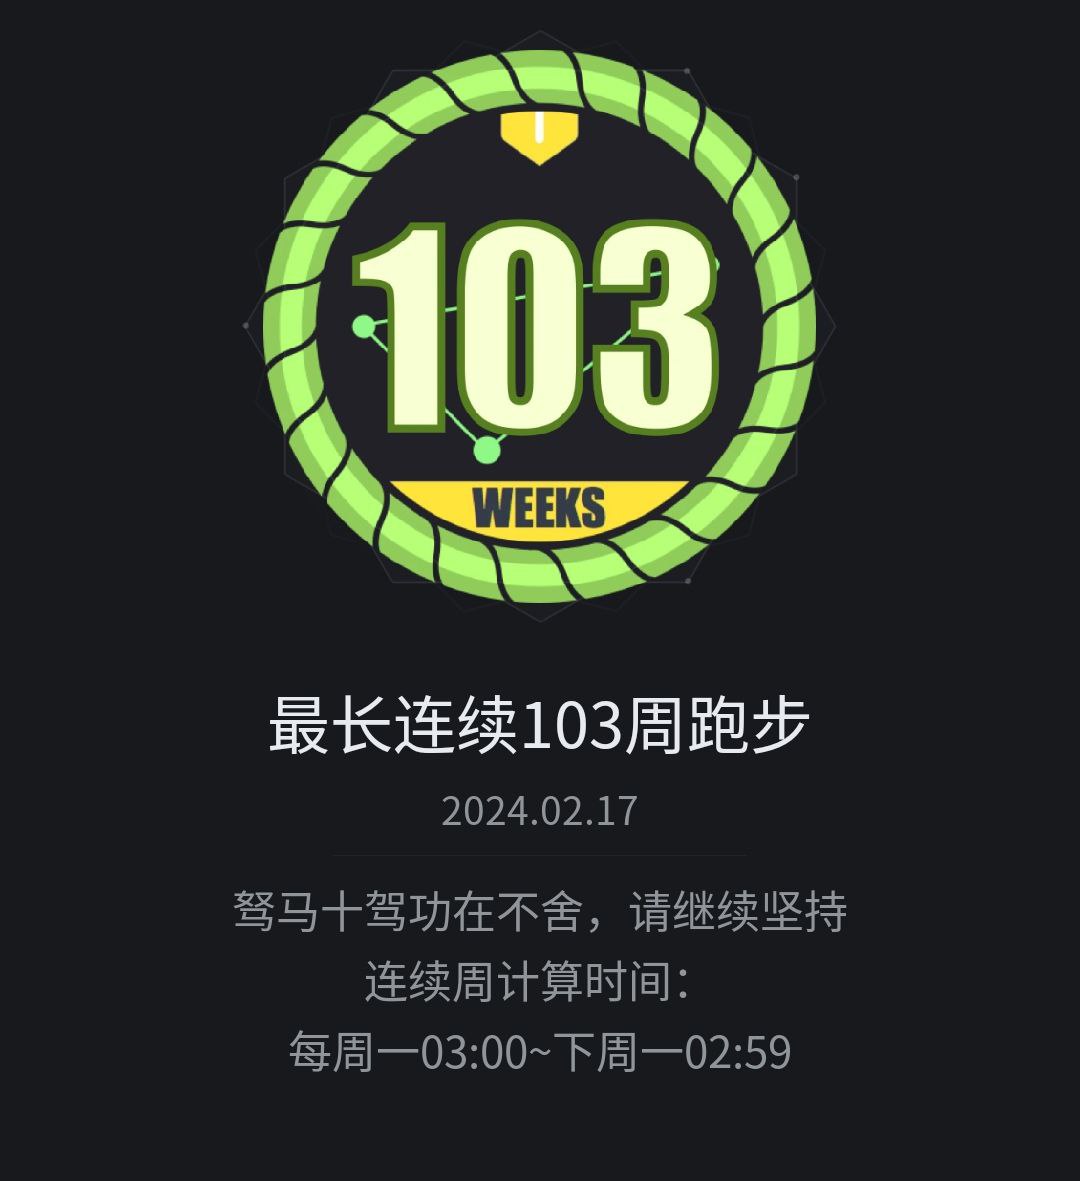 103
WEEKS
最长连续103周跑步
2024.02.17
驽马十驾功在不舍，请继续坚持
连续周计算时间：
每周一03:00~下周一02:59